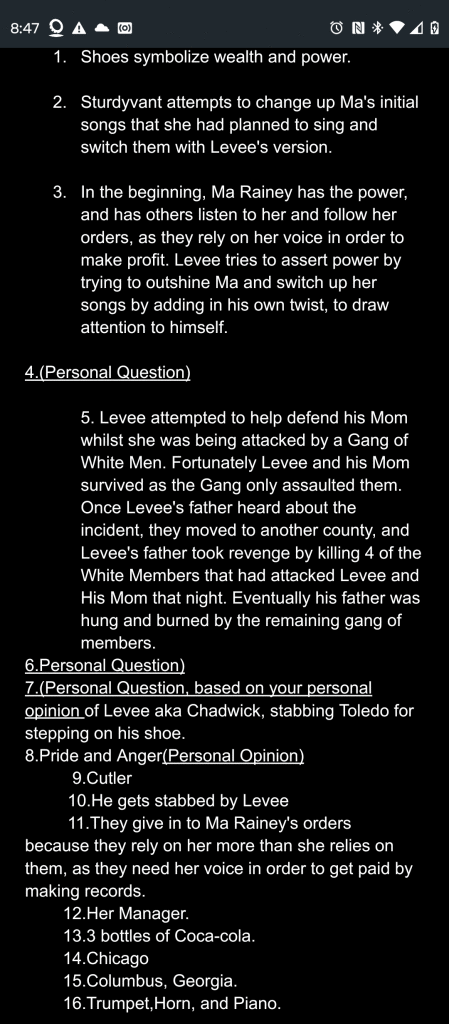 8:47
1. Shoes symbolize wealth and power.
2. Sturdyvant attempts to change up Ma's initial
songs that she had planned to sing and
switch them with Levee's version.
3. In the beginning, Ma Rainey has the power,
and has others listen to her and follow her
orders, as they rely on her voice in order to
make profit. Levee tries to assert power by
trying to outshine Ma and switch up her
songs by adding in his own twist, to draw
attention to himself.
4.(Personal Question)
5. Levee attempted to help defend his Mom
whilst she was being attacked by a Gang of
White Men. Fortunately Levee and his Mom
survived as the Gang only assaulted them.
Once Levee's father heard about the
incident, they moved to another county, and
Levee's father took revenge by killing 4 of the
White Members that had attacked Levee and
His Mom that night. Eventually his father was
hung and burned by the remaining gang of
members.
6.Personal Question)
7.(Personal Question, based on your personal
opinion of Levee aka Chadwick, stabbing Toledo for
stepping on his shoe.
8.Pride and Anger(Personal Opinion)
9.Cutler
10.He gets stabbed by Levee
11.They give in to Ma Rainey's orders
because they rely on her more than she relies on
them, as they need her voice in order to get paid by
making records.
12.Her Manager.
13.3 bottles of Coca-cola.
14.Chicago
15.Columbus, Georgia.
16.Trumpet,Horn, and Piano.